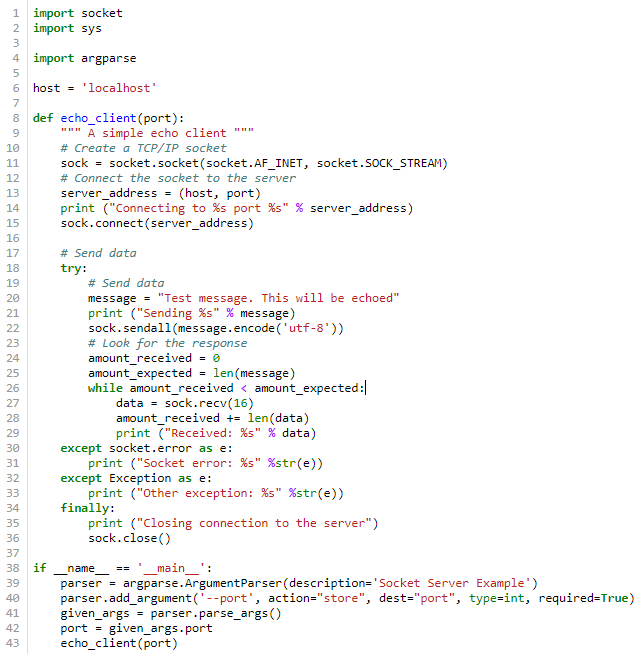 1 import socket
2 import sys
3
4 import argparse
5
6 host = 'localhost'
7
8 def echo_client(port):
9     """ A simple echo client """
10     # Create a TCP/IP socket
11     sock = socket.socket(socket.AF_INET, socket.SOCK_STREAM)
12     # Connect the socket to the server
13     server_address = (host, port)
14     print ("Connecting to %s port %s" % server_address)
15     sock.connect(server_address)
16
17     # Send data
18     try:
19         # Send data
20         message = "Test message. This will be echoed"
21         print ("Sending %s" % message)
22         sock.sendall(message.encode('utf-8'))
23         # Look for the response
24         amount_received = 0
25         amount_expected = len(message)
26         while amount_received < amount_expected:
27             data = sock.recv(16)
28             amount_received += len(data)
29             print ("Received: %s" % data)
30     except socket.error as e:
31         print ("Socket error: %s" %str(e))
32     except Exception as e:
33         print ("Other exception: %s" %str(e))
34     finally:
35         print ("Closing connection to the server")
36         sock.close()
37
38 if __name__ == '__main__':
39     parser = argparse.ArgumentParser(description='Socket Server Example')
40     parser.add_argument('--port', action="store", dest="port", type=int, required=True)
41     given_args = parser.parse_args()
42     port = given_args.port
43     echo_client(port)